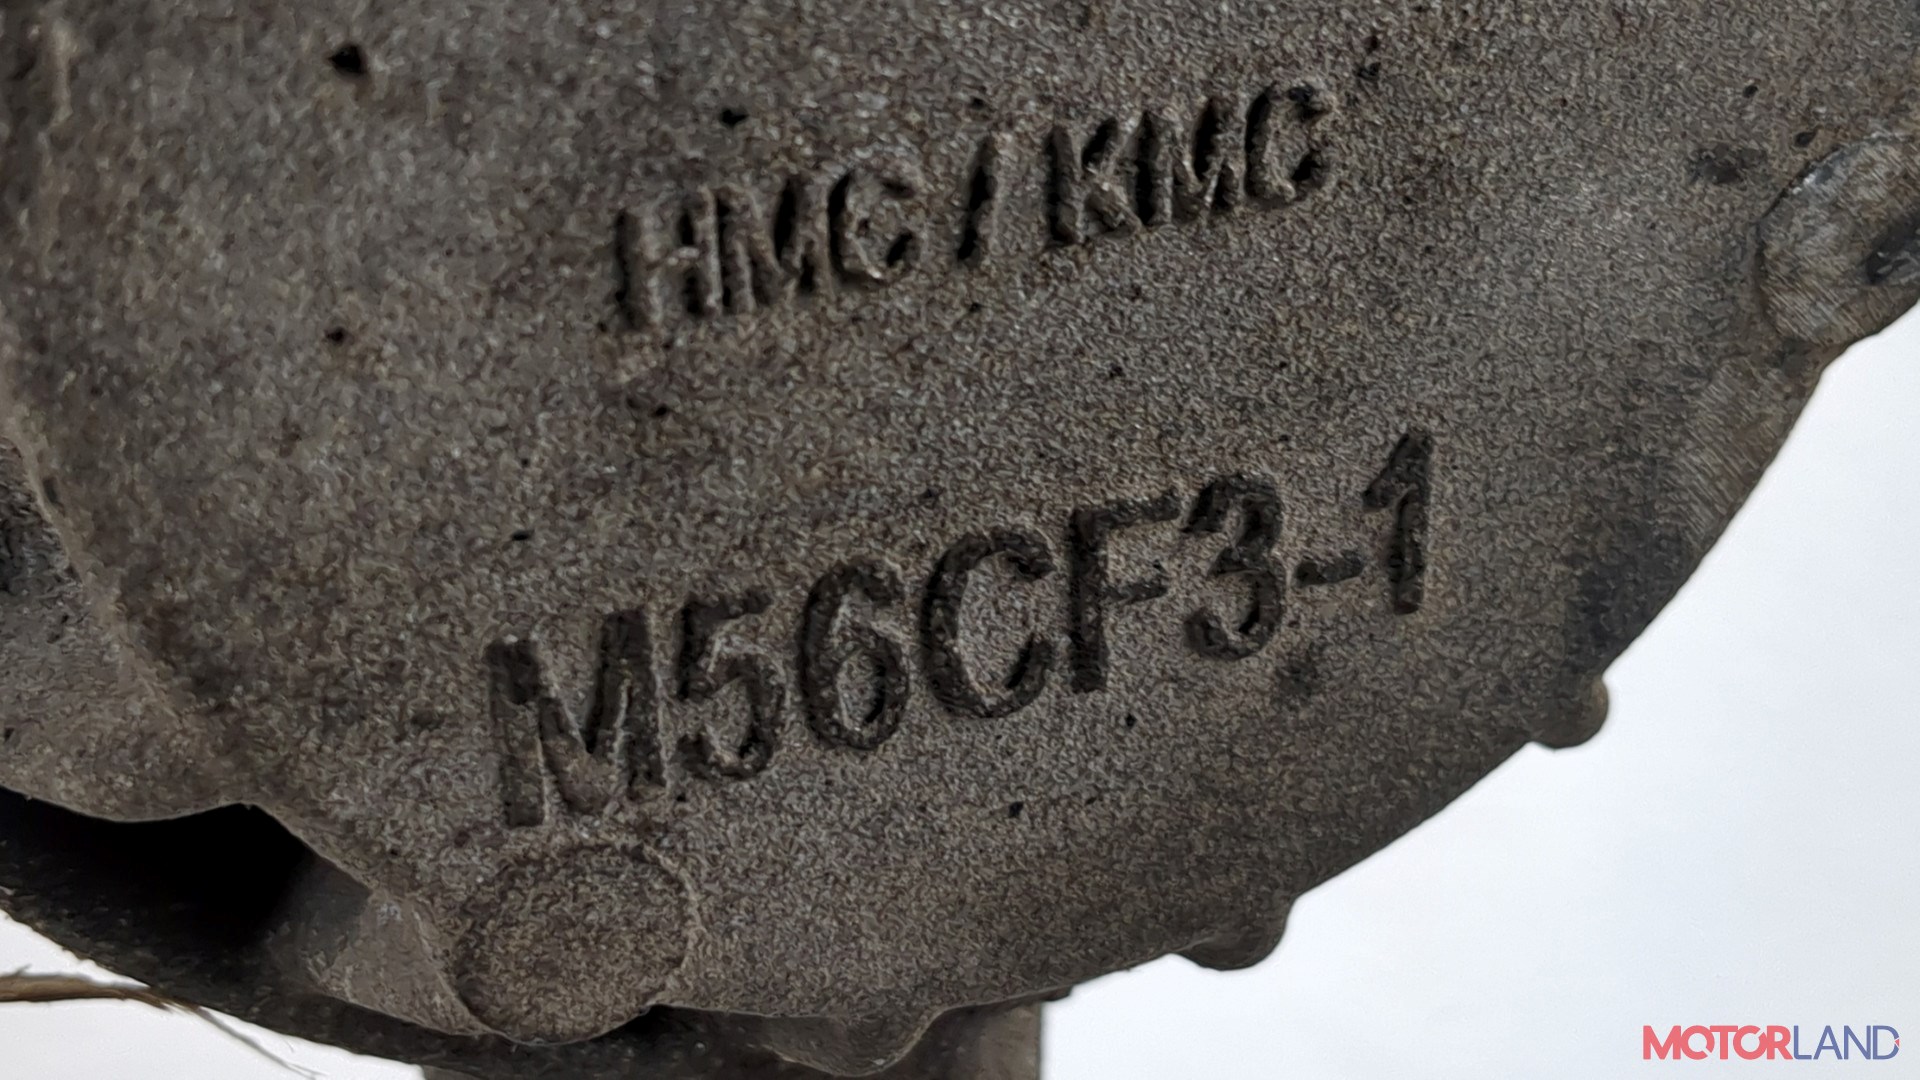 HMC / KMC
M56CF3-1
MOTORLAND